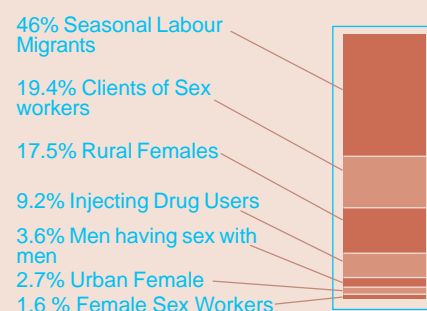 46% Seasonal Labour
Migrants
19.4% Clients of Sex
workers
17.5% Rural Females
9.2% Injecting Drug Users
3.6% Men having sex with
men
2.7% Urban Female
1.6 % Female Sex Workers